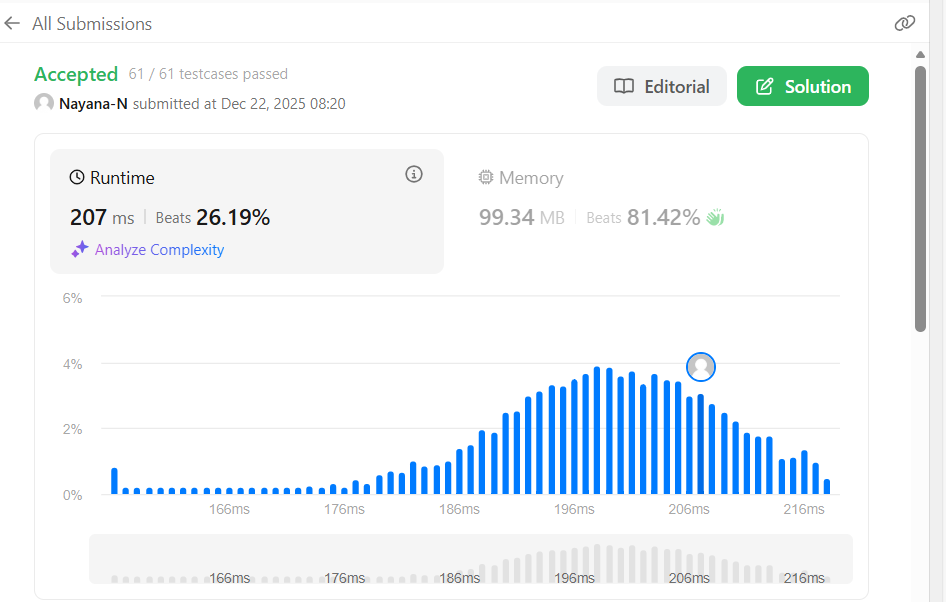 All Submissions
Accepted 61 / 61 testcases passed
Nayana-N submitted at Dec 22, 2025 08:20
Editorial
Solution
Runtime
207 ms | Beats 26.19%
Analyze Complexity
Memory
99.34 MB | Beats 81.42%
6%
4%
2%
0%
166ms 176ms 186ms 196ms 206ms 216ms
166ms 176ms 186ms 196ms 206ms 216ms